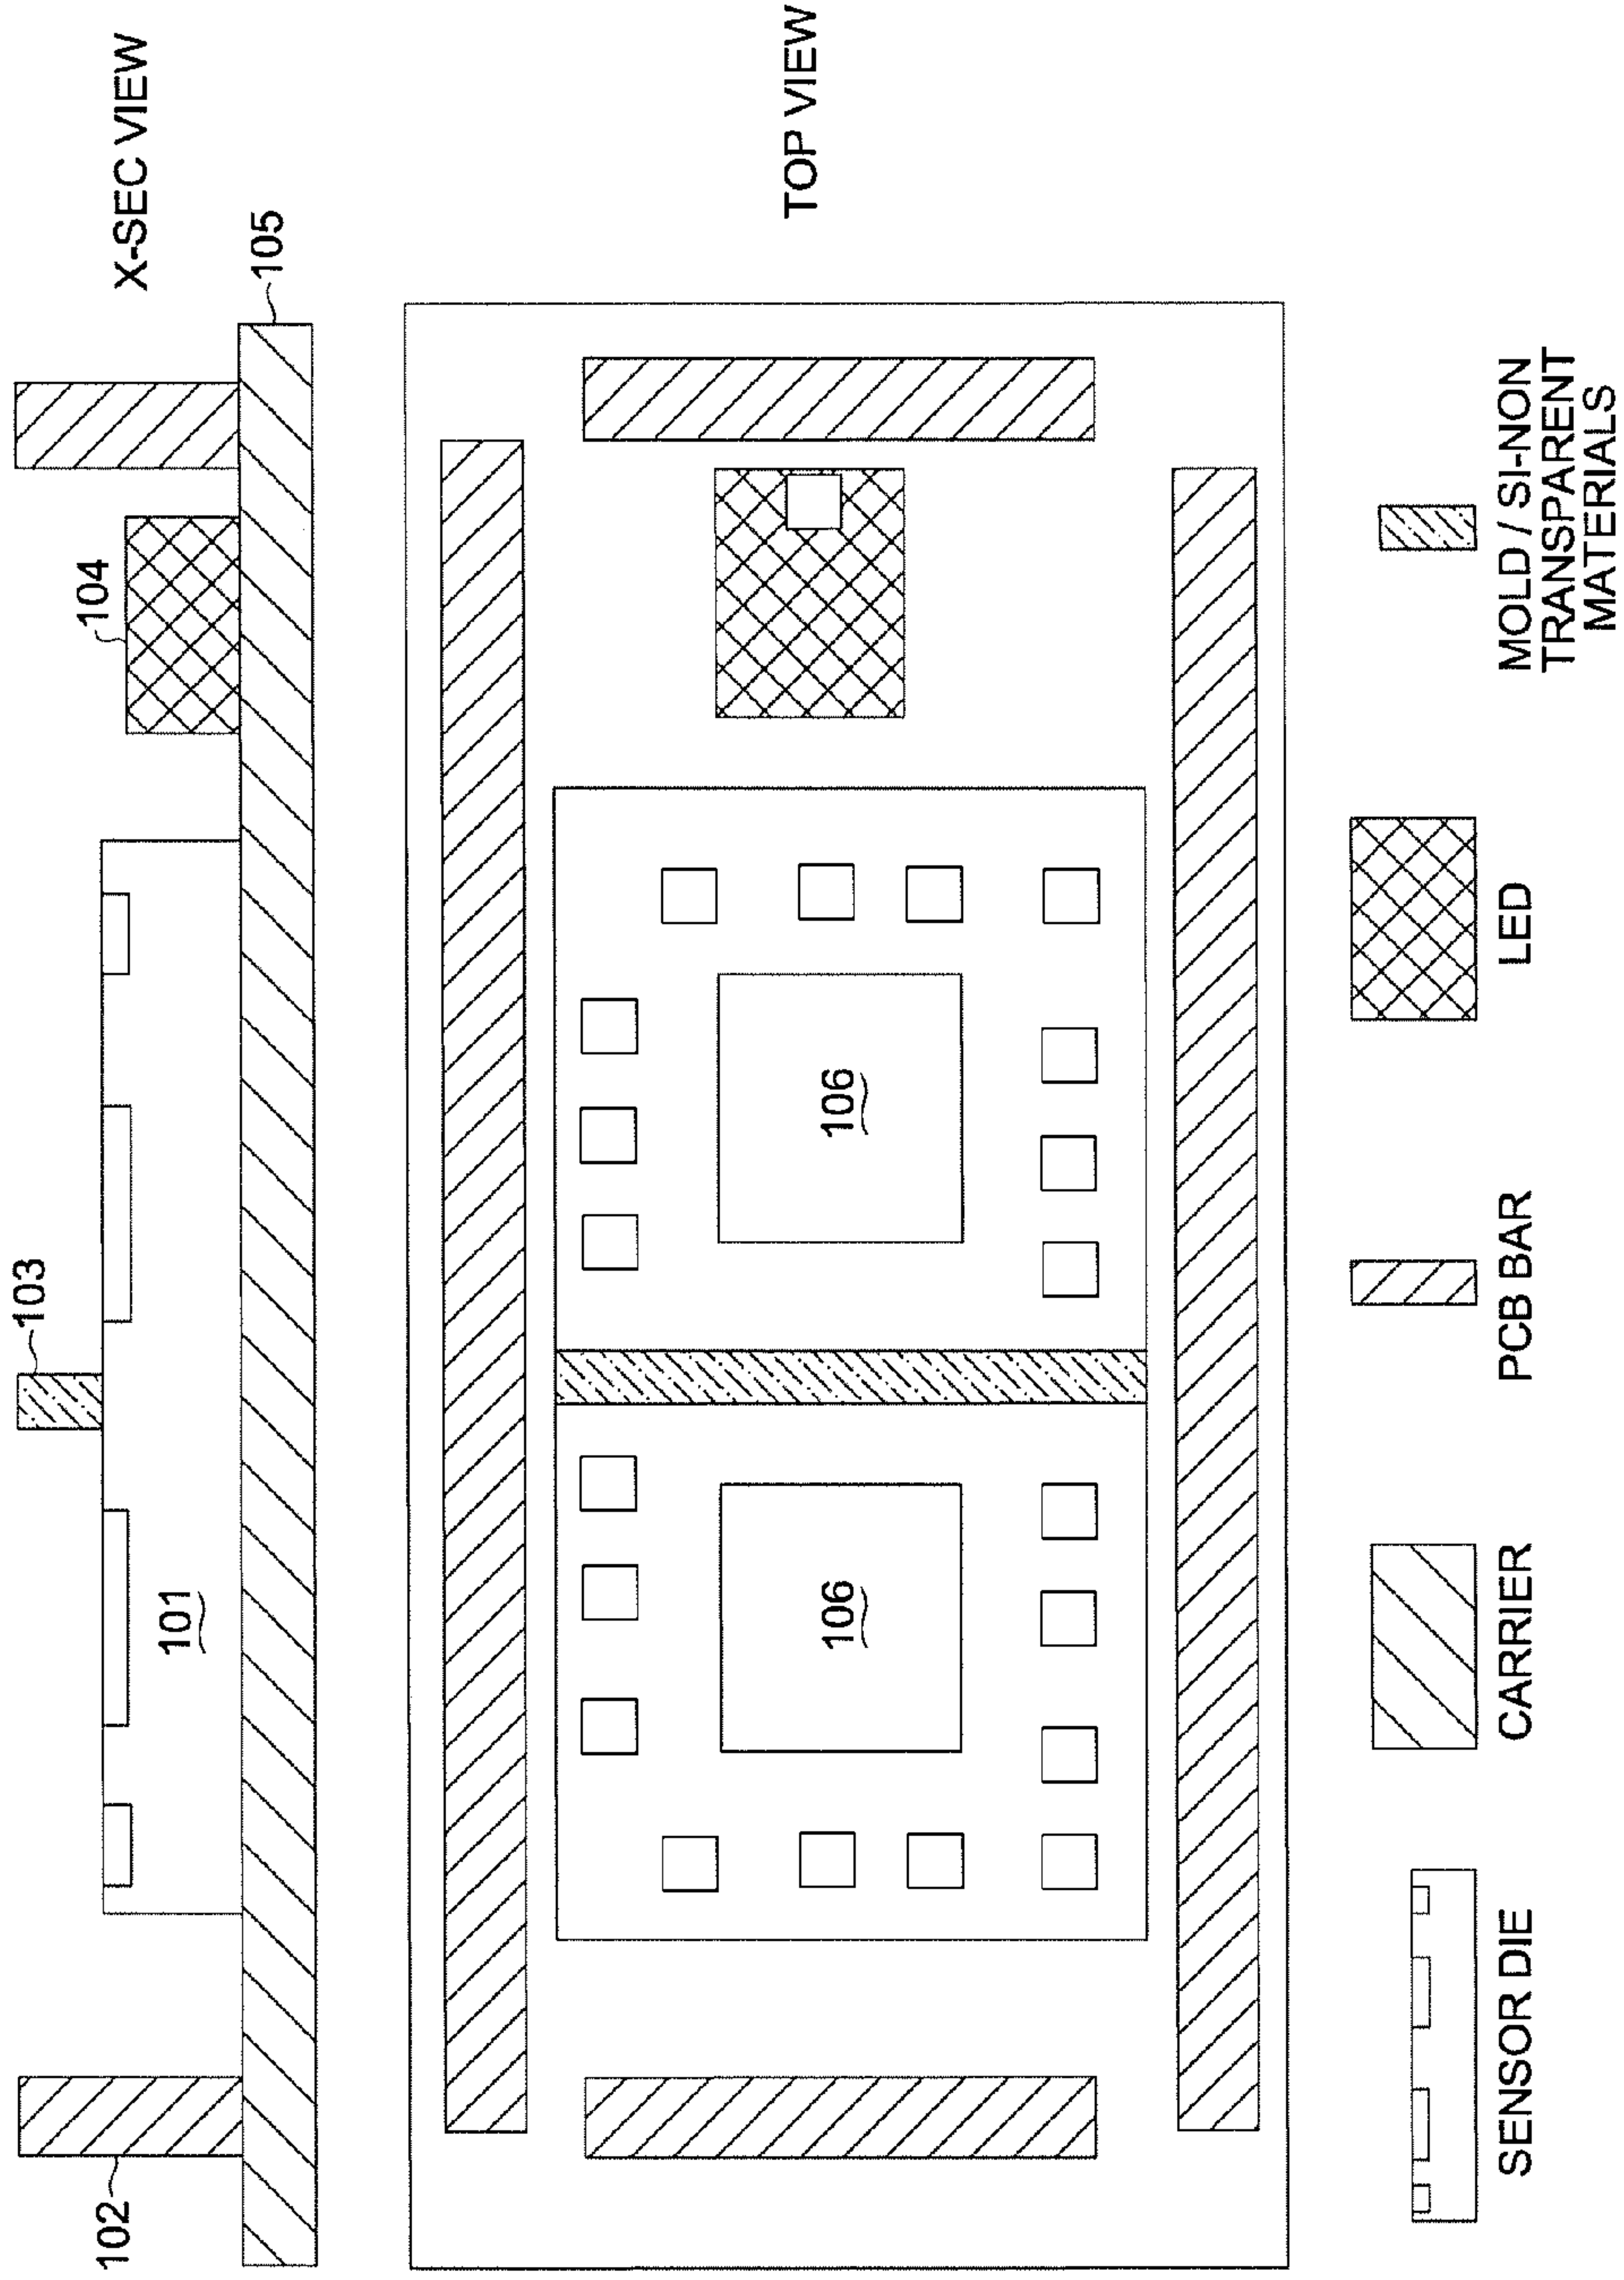 103
104
102
101
105
X-SEC VIEW
106
106
TOP VIEW
SENSOR DIE
CARRIER
PCB BAR
LED
MOLD / SI-NON
TRANSPARENT
MATERIALS